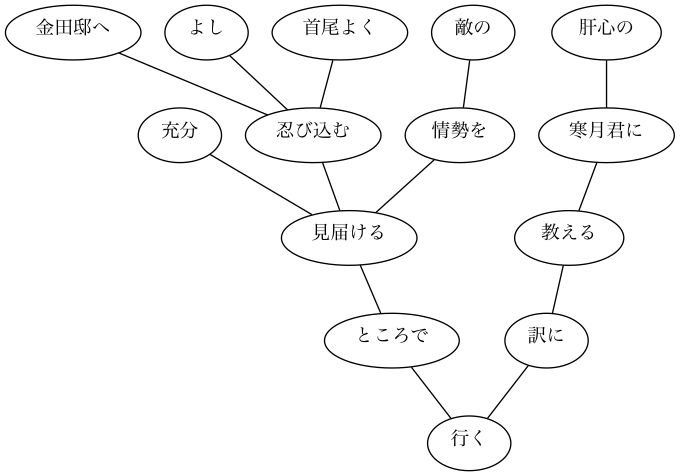 金田邸へ
よし
首尾よく
敵の
肝心の
充分
忍び込む
情勢を
寒月君に
見届ける
教える
ところで
訳に
行く